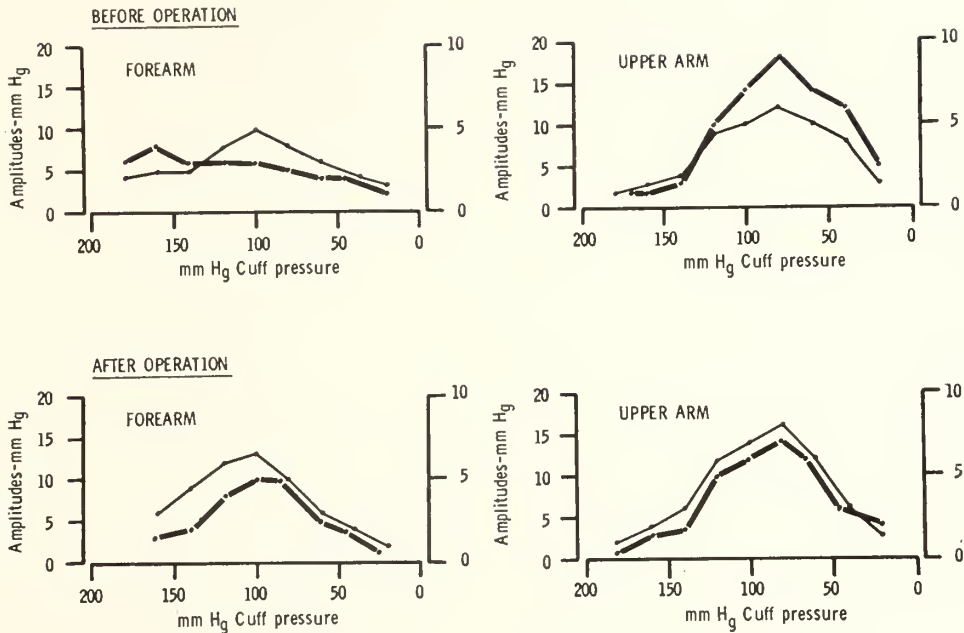 BEFORE OPERATION
FOREARM
Amplitudes-mm Hg
20
15
10
5
0
10
5
0
200 150 100 50 0
mm Hg Cuff pressure
UPPER ARM
Amplitudes-mm Hg
20
15
10
5
0
10
5
0
200 150 100 50 0
mm Hg Cuff pressure
AFTER OPERATION
FOREARM
Amplitudes-mm Hg
20
15
10
5
0
10
5
0
200 150 100 50 0
mm Hg Cuff pressure
UPPER ARM
Amplitudes-mm Hg
20
15
10
5
0
10
5
0
200 150 100 50 0
mm Hg Cuff pressure